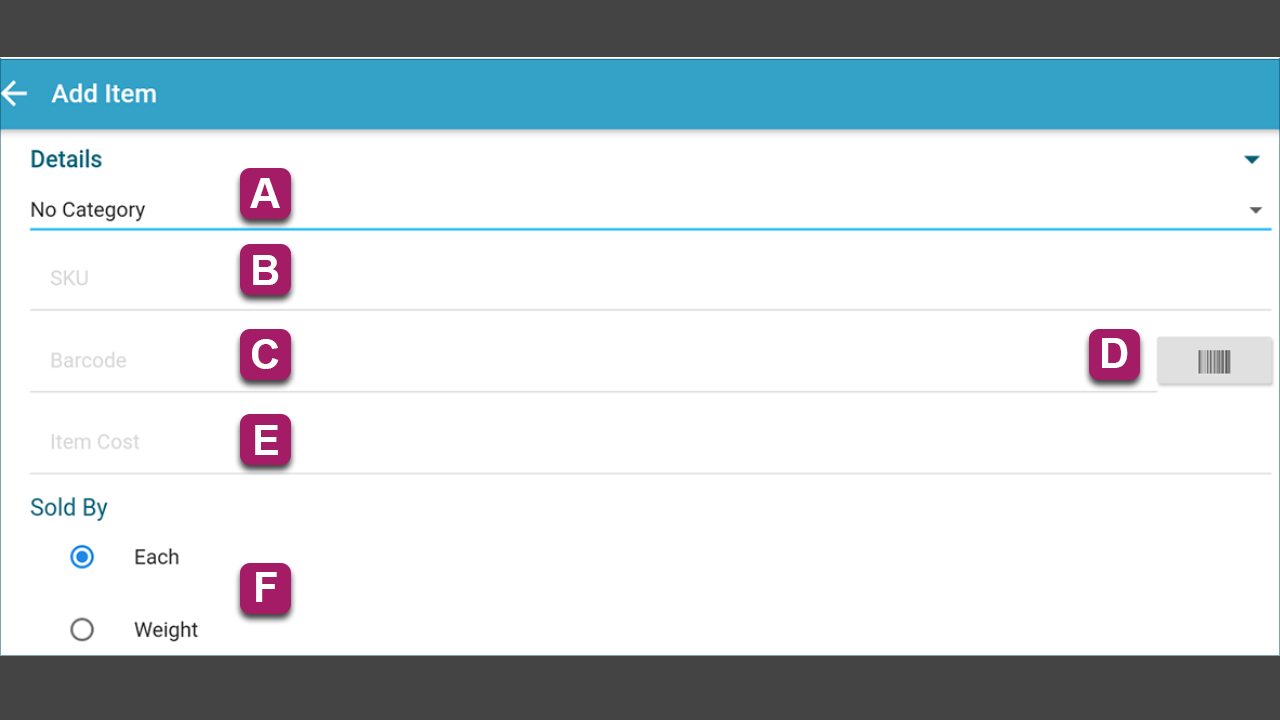 Add Item
Details
No Category A
SKU B
Barcode C D
Item Cost E
Sold By
Each
F
Weight